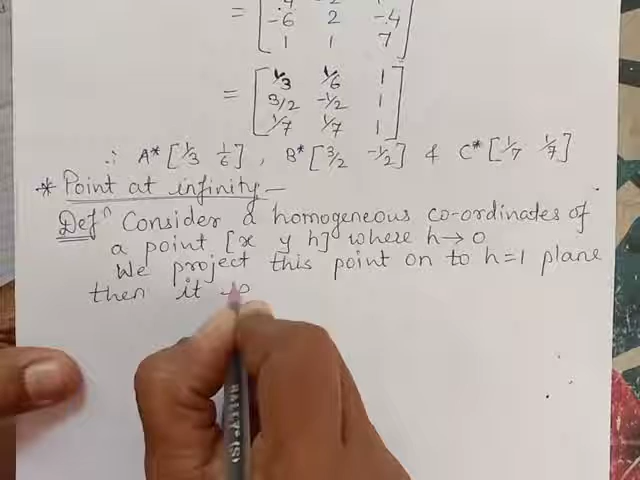 = [ -6 2 -4
1 1 7 ]
= [ 1/3 1/6 1
3/2 -1/2 1
1/7 1/7 1 ]
∴ A* [1/3 1/6], B* [3/2 -1/2] & C* [1/7 1/7]
* Point at infinity —
Defⁿ Consider a homogeneous co-ordinates of
a point [x y h] where h → 0
We project this point on to h=1 plane
then it